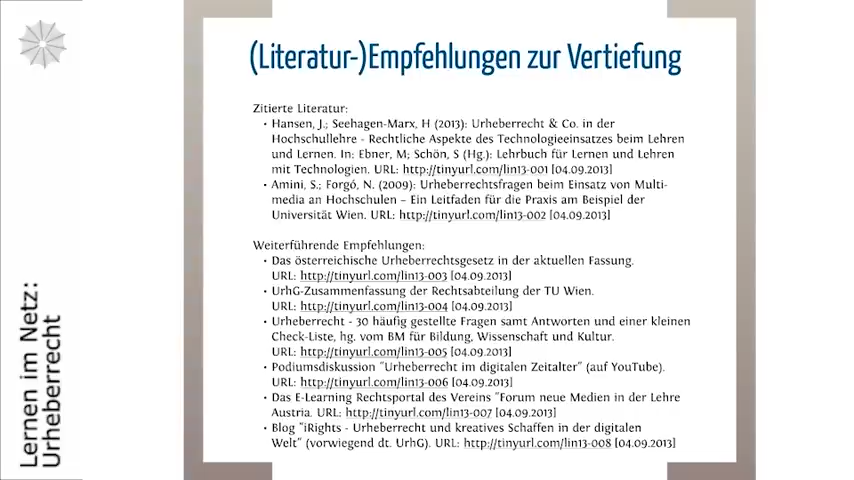 (Literatur-)Empfehlungen zur Vertiefung
Zitierte Literatur:
• Hansen, J.; Seehagen-Marx, H (2013): Urheberrecht & Co. in der
Hochschullehre - Rechtliche Aspekte des Technologieeinsatzes beim Lehren
und Lernen. In: Ebner, M; Schön, S (Hg.): Lehrbuch für Lernen und Lehren
mit Technologien. URL: http://tinyurl.com/lin13-001 [04.09.2013]
• Amini, S.; Forgó, N. (2009): Urheberrechtsfragen beim Einsatz von Multi-
media an Hochschulen – Ein Leitfaden für die Praxis am Beispiel der
Universität Wien. URL: http://tinyurl.com/lin13-002 [04.09.2013]
Weiterführende Empfehlungen:
• Das österreichische Urheberrechtsgesetz in der aktuellen Fassung.
URL: http://tinyurl.com/lin13-003 [04.09.2013]
• UrhG-Zusammenfassung der Rechtsabteilung der TU Wien.
URL: http://tinyurl.com/lin13-004 [04.09.2013]
• Urheberrecht - 30 häufig gestellte Fragen samt Antworten und einer kleinen
Check-Liste, hg. vom BM für Bildung, Wissenschaft und Kultur.
URL: http://tinyurl.com/lin13-005 [04.09.2013]
• Podiumsdiskussion "Urheberrecht im digitalen Zeitalter" (auf YouTube).
URL: http://tinyurl.com/lin13-006 [04.09.2013]
• Das E-Learning Rechtsportal des Vereins "Forum neue Medien in der Lehre
Austria. URL: http://tinyurl.com/lin13-007 [04.09.2013]
• Blog "iRights - Urheberrecht und kreatives Schaffen in der digitalen
Welt" (vorwiegend dt. UrhG). URL: http://tinyurl.com/lin13-008 [04.09.2013]
Lernen im Netz:
Urheberrecht